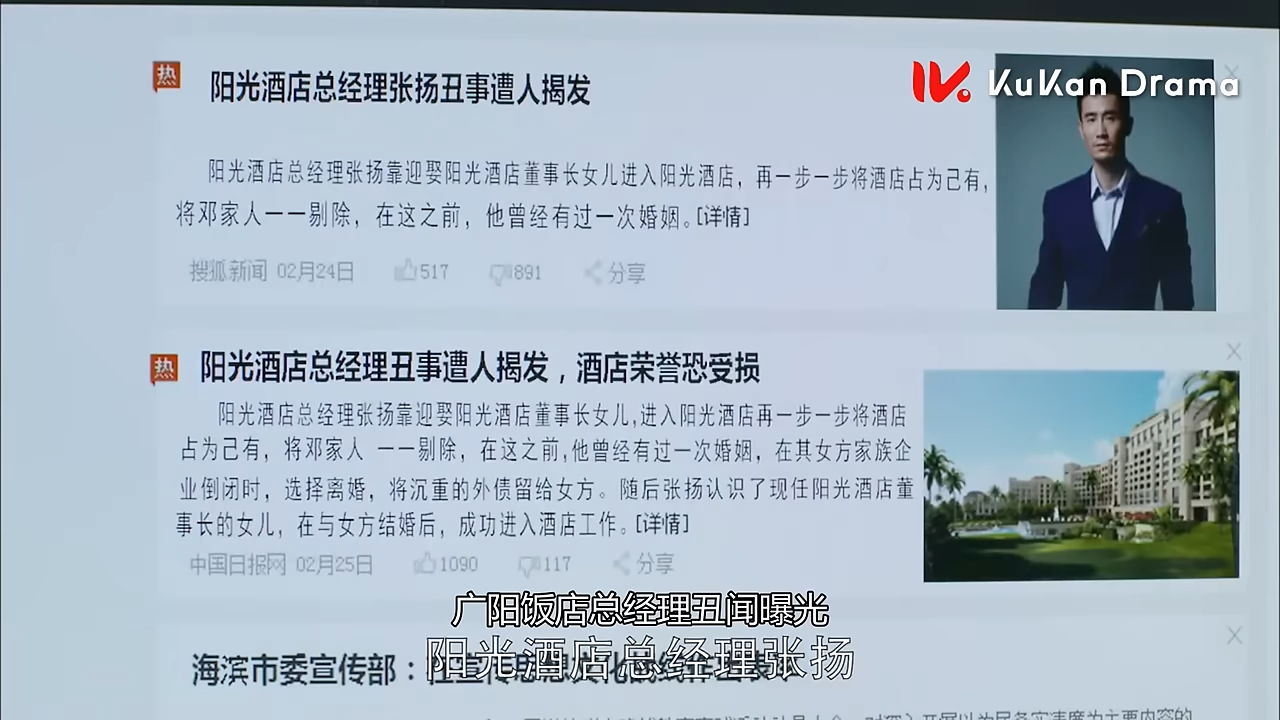 热 阳光酒店总经理张扬丑事遭人揭发
KuKan Drama
阳光酒店总经理张扬靠迎娶阳光酒店董事长女儿进入阳光酒店，再一步一步将酒店占为己有，
将邓家人一一剔除，在这之前，他曾经有过一次婚姻。[详情]
搜狐新闻 02月24日 517 891 分享
热 阳光酒店总经理丑事遭人揭发，酒店荣誉恐受损
阳光酒店总经理张扬靠迎娶阳光酒店董事长女儿,进入阳光酒店再一步一步将酒店
占为己有，将邓家人 一一剔除，在这之前,他曾经有过一次婚姻，在其女方家族企
业倒闭时，选择离婚，将沉重的外债留给女方。随后张扬认识了现任阳光酒店董
事长的女儿，在与女方结婚后，成功进入酒店工作。[详情]
中国日报网 02月25日 1090 117 分享
广阳饭店总经理丑闻曝光
阳光酒店总经理张扬
海滨市委宣传部：